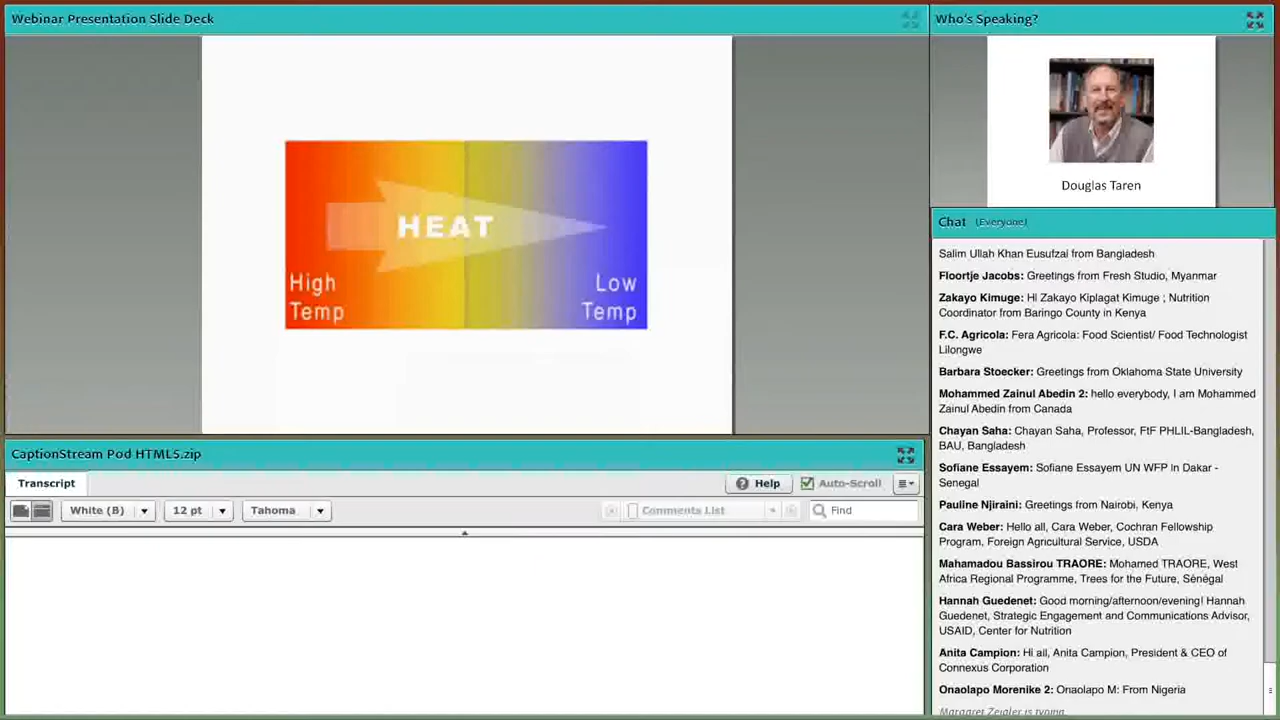 Webinar Presentation Slide Deck
HEAT
High
Temp
Low
Temp
Who's Speaking?
Douglas Taren
Chat (Everyone)
Salim Ullah Khan Eusufzai from Bangladesh
Floortje Jacobs: Greetings from Fresh Studio, Myanmar
Zakayo Kimuge: Hi Zakayo Kiplagat Kimuge ; Nutrition
Coordinator from Baringo County in Kenya
F.C. Agricola: Fera Agricola: Food Scientist/ Food Technologist
Lilongwe
Barbara Stoecker: Greetings from Oklahoma State University
Mohammed Zainul Abedin 2: hello everybody, I am Mohammed
Zainul Abedin from Canada
Chayan Saha: Chayan Saha, Professor, FtF PHLIL-Bangladesh,
BAU, Bangladesh
Sofiane Essayem: Sofiane Essayem UN WFP in Dakar -
Senegal
Pauline Njiraini: Greetings from Nairobi, Kenya
Cara Weber: Hello all, Cara Weber, Cochran Fellowship
Program, Foreign Agricultural Service, USDA
Mahamadou Bassirou TRAORE: Mohamed TRAORE, West
Africa Regional Programme, Trees for the Future, Sénégal
Hannah Guedenet: Good morning/afternoon/evening! Hannah
Guedenet, Strategic Engagement and Communications Advisor,
USAID, Center for Nutrition
Anita Campion: Hi all, Anita Campion, President & CEO of
Connexus Corporation
Onaolapo Morenike 2: Onaolapo M: From Nigeria
Margaret Zeigler is typing.
CaptionStream Pod HTML5.zip
Transcript
Help
Auto-Scroll
White (B)
12 pt
Tahoma
Comments List
Find